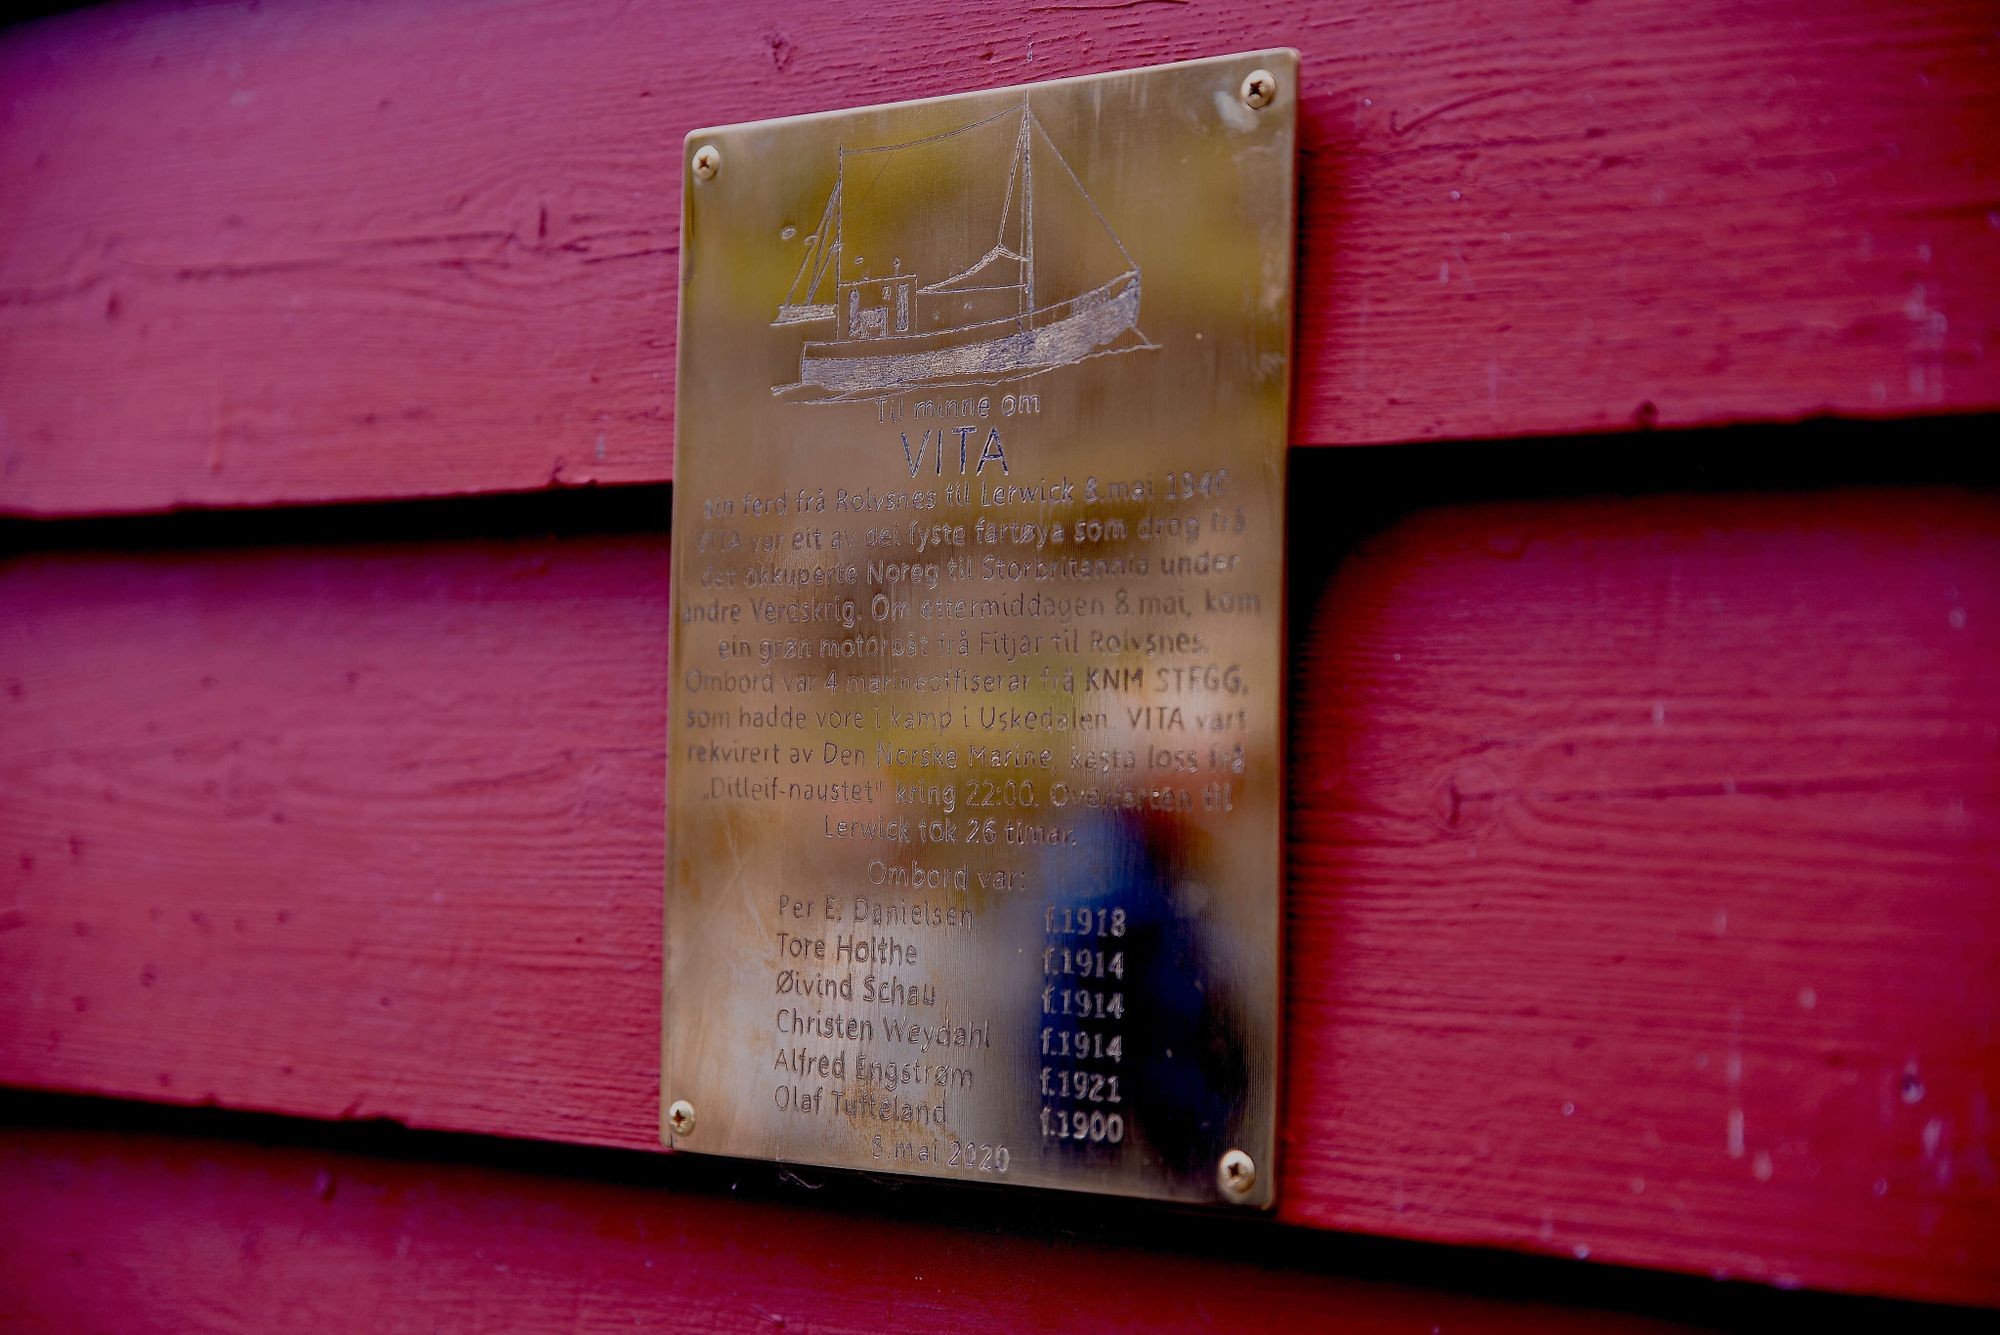 Til minne om
VITA
sin ferd frå Rolvsnes til Lerwick 8.mai 1940
VITA var eit av dei fyste fartøya som drog frå
det okkuperte Noreg til Storbritannia under
andre Verdskrig. Om ettermiddagen 8.mai, kom
ein grøn motorbåt frå Fitjar til Rolvsnes.
Ombord var 4 marineoffiserar frå KNM STEGG,
som hadde vore i kamp i Uskedalen. VITA vart
rekvirert av Den Norske Marine, kasta loss frå
„Ditleif-naustet" kring 22:00. Overfarten til
Lerwick tok 26 timar.
Ombord var:
Per E. Danielsen f.1918
Tore Holthe f.1914
Øivind Schau f.1914
Christen Weydahl f.1914
Alfred Engstrøm f.1921
Olaf Tufteland f.1900
8.mai 2020